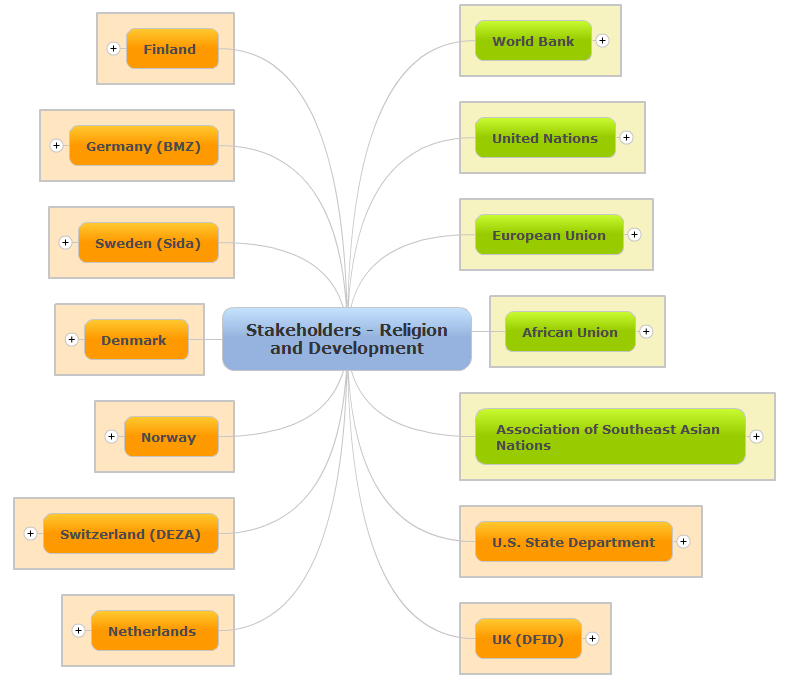 Stakeholders - Religion
and Development
Finland
Germany (BMZ)
Sweden (Sida)
Denmark
Norway
Switzerland (DEZA)
Netherlands
World Bank
United Nations
European Union
African Union
Association of Southeast Asian
Nations
U.S. State Department
UK (DFID)